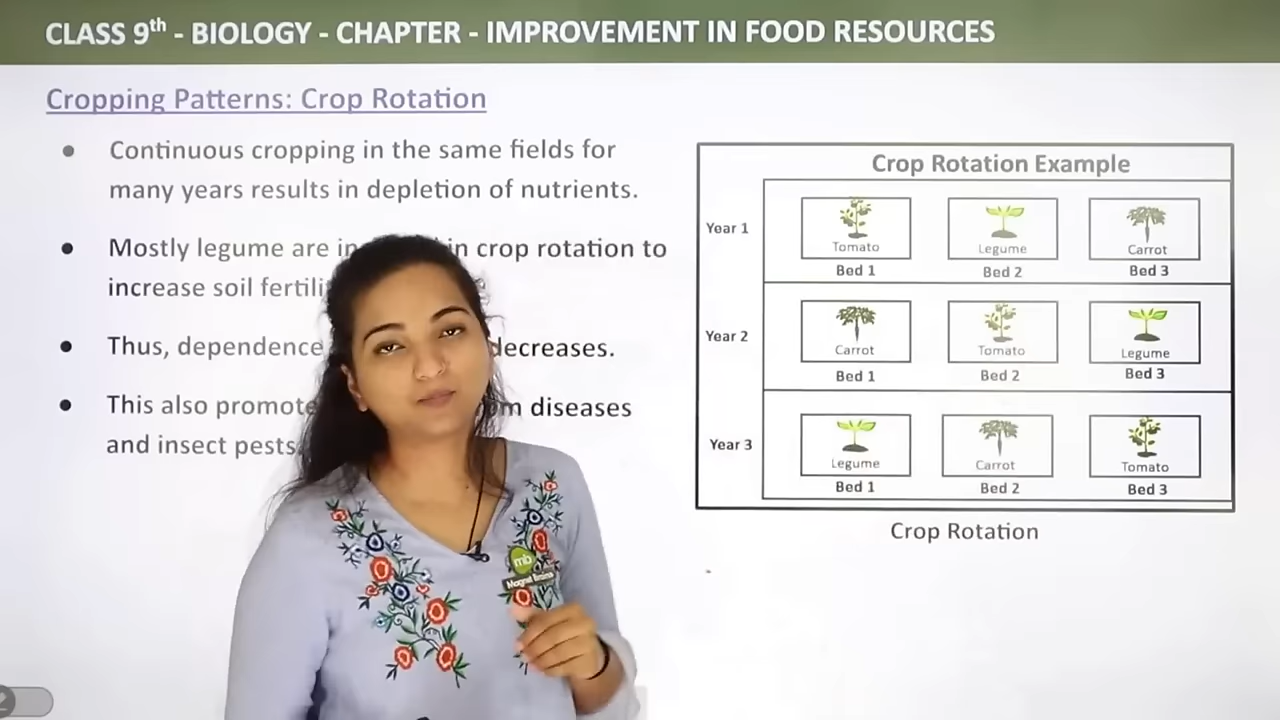 CLASS 9th - BIOLOGY - CHAPTER - IMPROVEMENT IN FOOD RESOURCES
Cropping Patterns: Crop Rotation
• Continuous cropping in the same fields for
many years results in depletion of nutrients.
• Mostly legume are in crop rotation to
increase soil
• Thus, dependence decreases.
• This also diseases
and insect pests
Crop Rotation Example
Year 1
Tomato Legume Carrot
Bed 1 Bed 2 Bed 3
Year 2
Carrot Tomato Legume
Bed 1 Bed 2 Bed 3
Year 3
Legume Carrot Tomato
Bed 1 Bed 2 Bed 3
Crop Rotation
mb
Magnet Brains